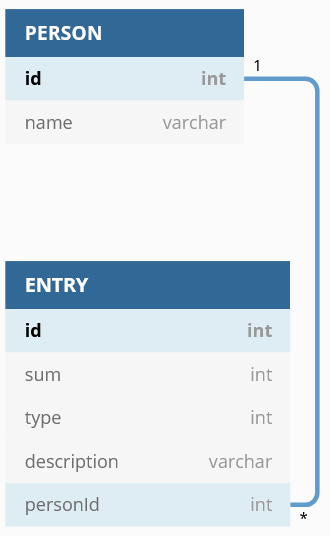 PERSON
1
id int
name varchar
ENTRY
id int
sum int
type int
description varchar
personId int
*